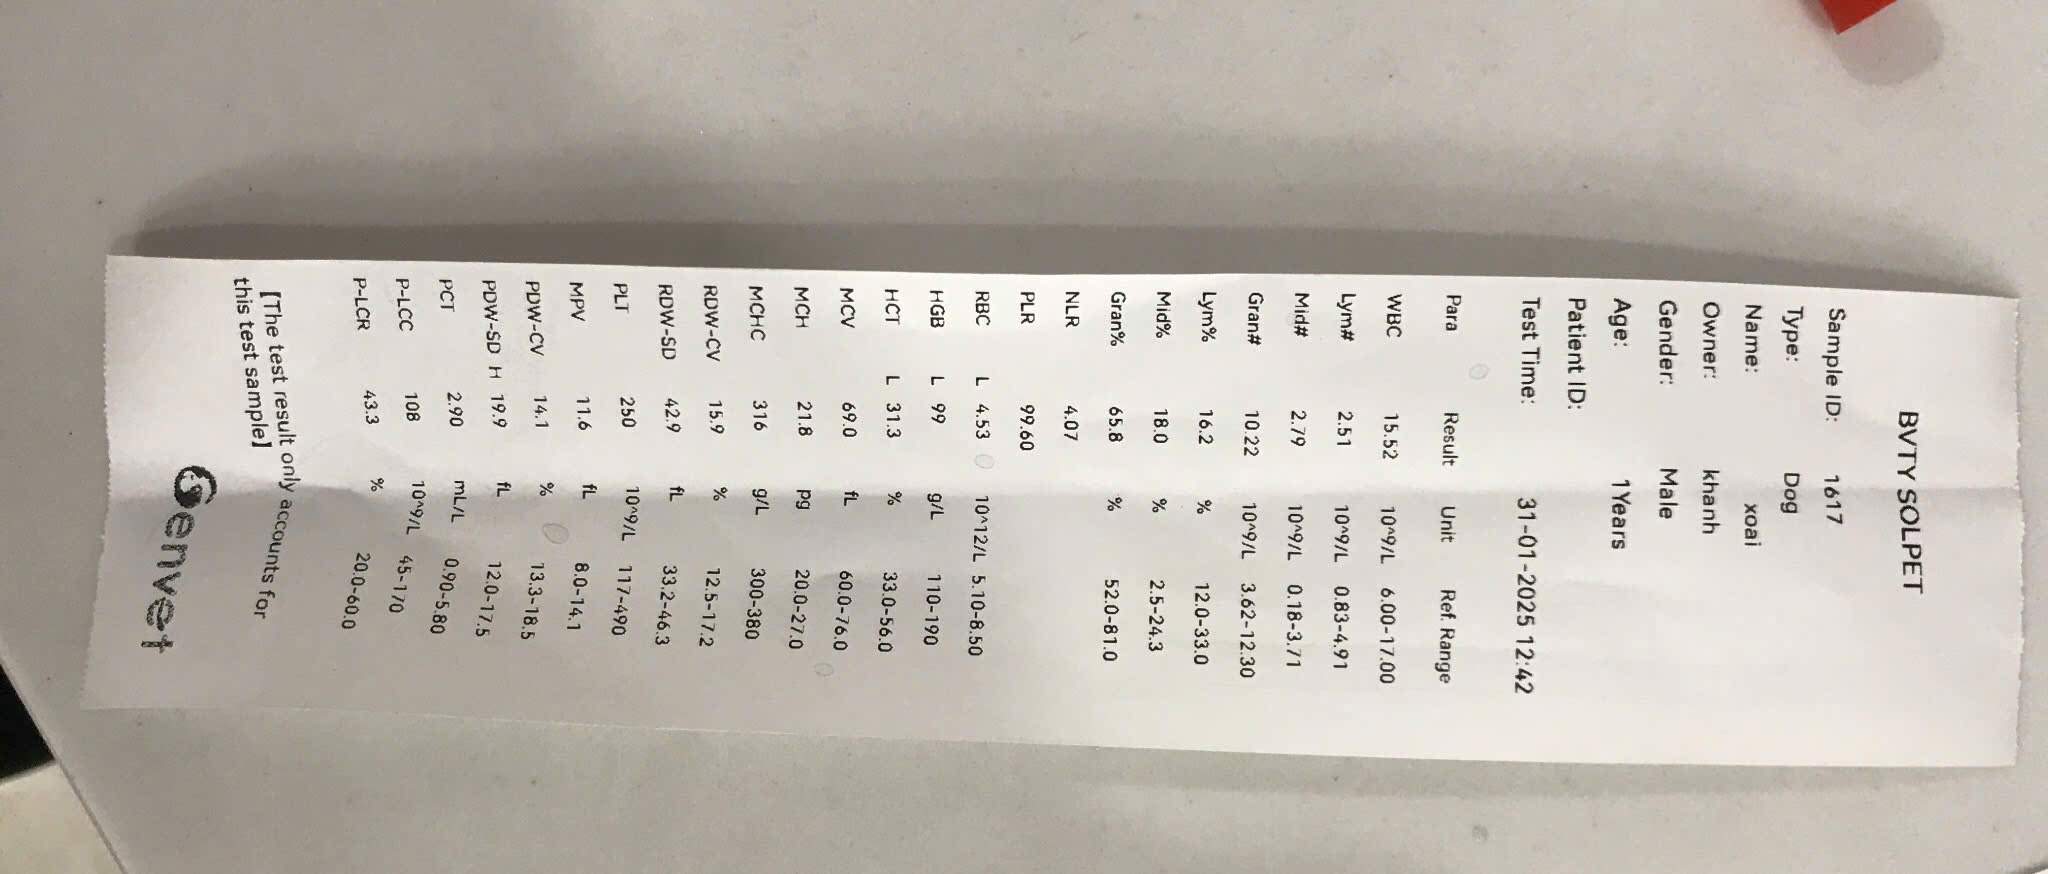 BVTY SOLPET
Sample ID: 1617
Type: Dog
Name: xoai
Owner: khanh
Gender: Male
Age: 1Years
Patient ID:
Test Time: 31-01-2025 12:42
Para Result Unit Ref. Range
WBC 15.52 10^9/L 6.00-17.00
Lym# 2.51 10^9/L 0.83-4.91
Mid# 2.79 10^9/L 0.18-3.71
Gran# 10.22 10^9/L 3.62-12.30
Lym% 16.2 % 12.0-33.0
Mid% 18.0 % 2.5-24.3
Gran% 65.8 % 52.0-81.0
NLR 4.07
PLR 99.60
RBC L 4.53 10^12/L 5.10-8.50
HGB L 99 g/L 110-190
HCT L 31.3 % 33.0-56.0
MCV 69.0 fL 60.0-76.0
MCH 21.8 pg 20.0-27.0
MCHC 316 g/L 300-380
RDW-CV 15.9 % 12.5-17.2
RDW-SD 42.9 fL 33.2-46.3
PLT 250 10^9/L 117-490
MPV 11.6 fL 8.0-14.1
PDW-CV 14.1 % 13.3-18.5
PDW-SD H 19.9 fL 12.0-17.5
PCT 2.90 mL/L 0.90-5.80
P-LCC 108 10^9/L 45-170
P-LCR 43.3 % 20.0-60.0
【The test result only accounts for
this test sample】
Genvet